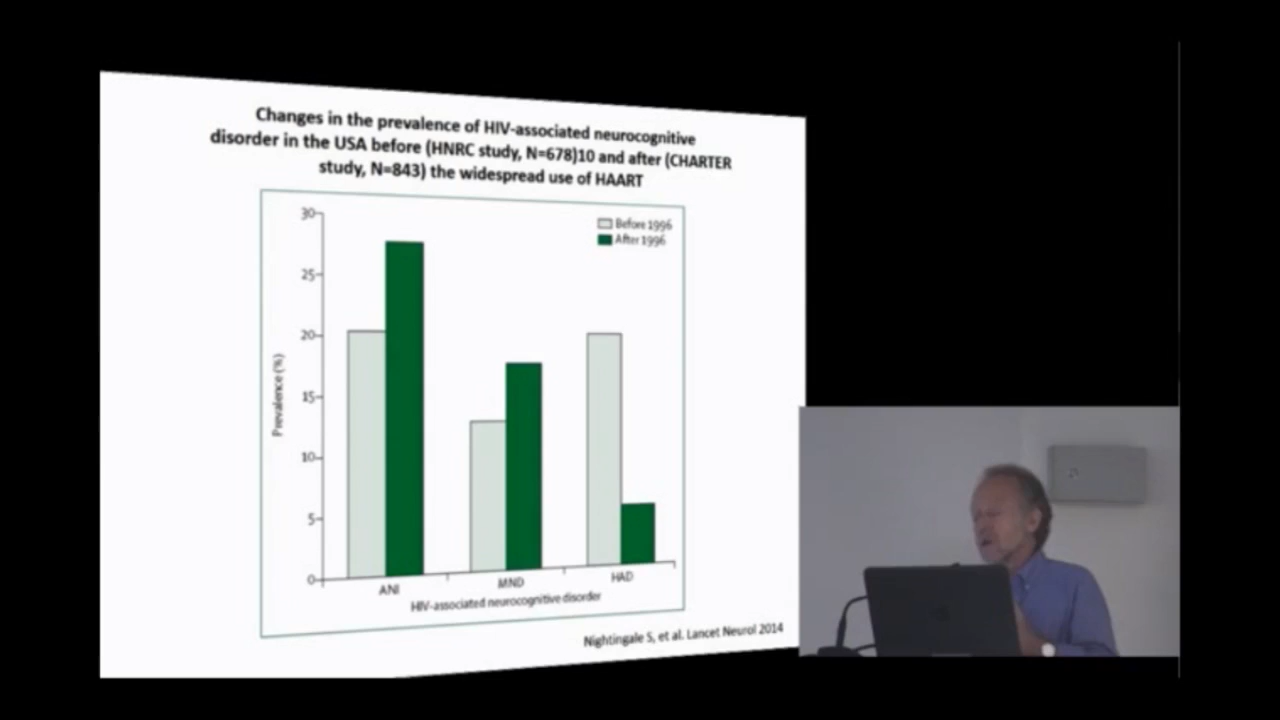 Changes in the prevalence of HIV-associated neurocognitive
disorder in the USA before (HNRC study, N=678)10 and after (CHARTER
study, N=843) the widespread use of HAART
Before 1996
After 1996
30
25
20
15
10
5
0
Prevalence (%)
ANI
MND
HAD
HIV-associated neurocognitive disorder
Nightingale S, et al. Lancet Neurol 2014